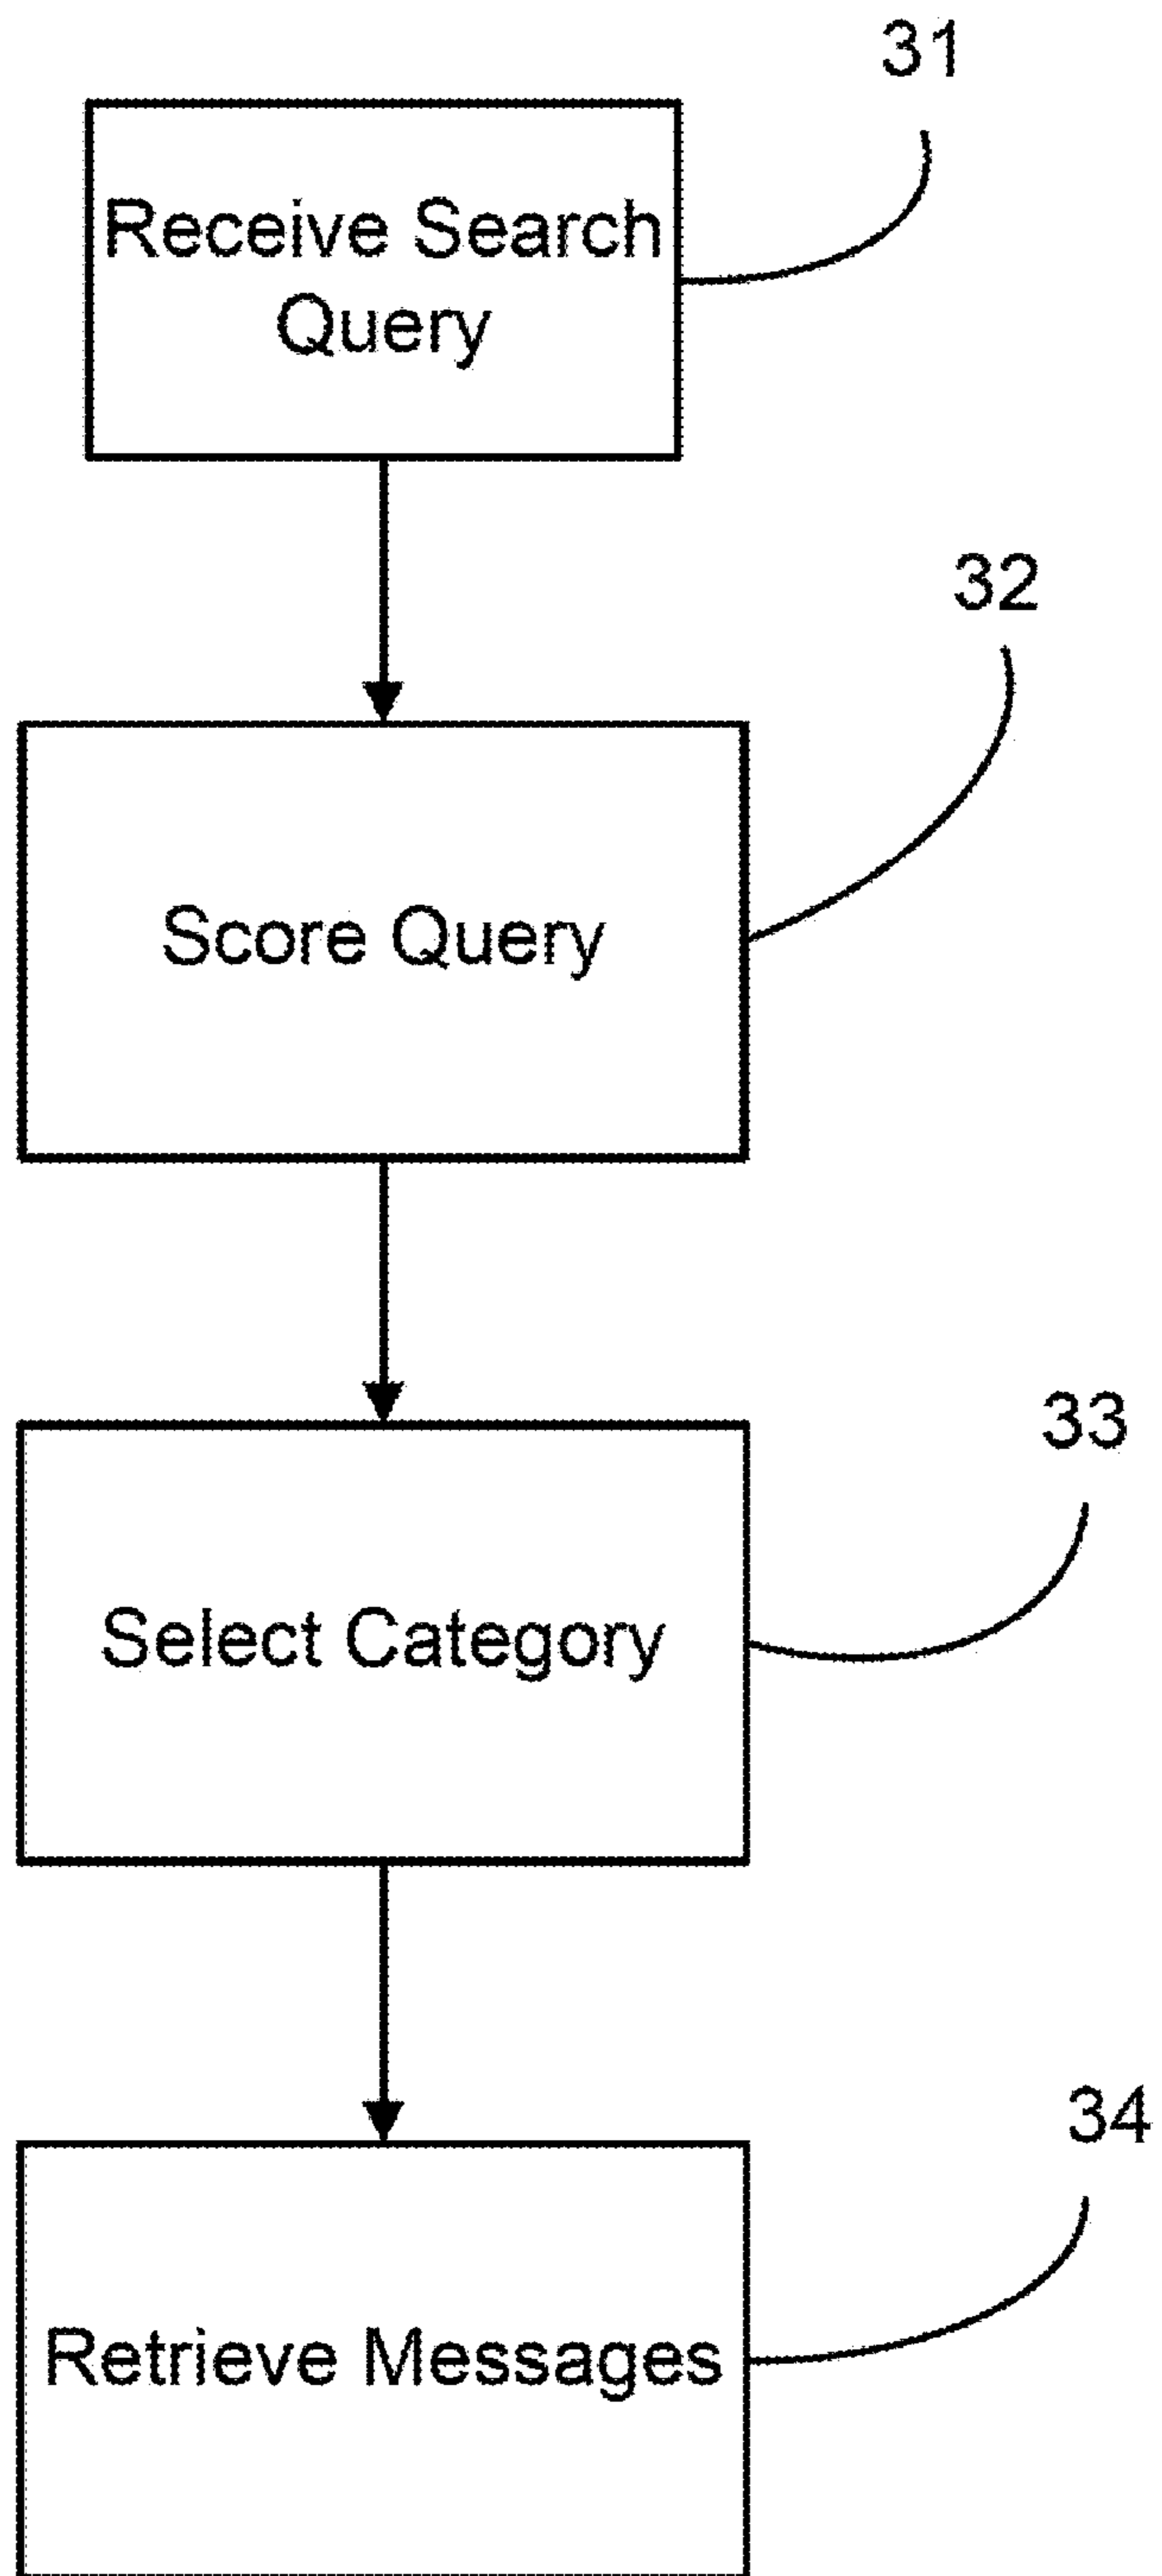 31
Receive Search
Query
32
Score Query
33
Select Category
34
Retrieve Messages